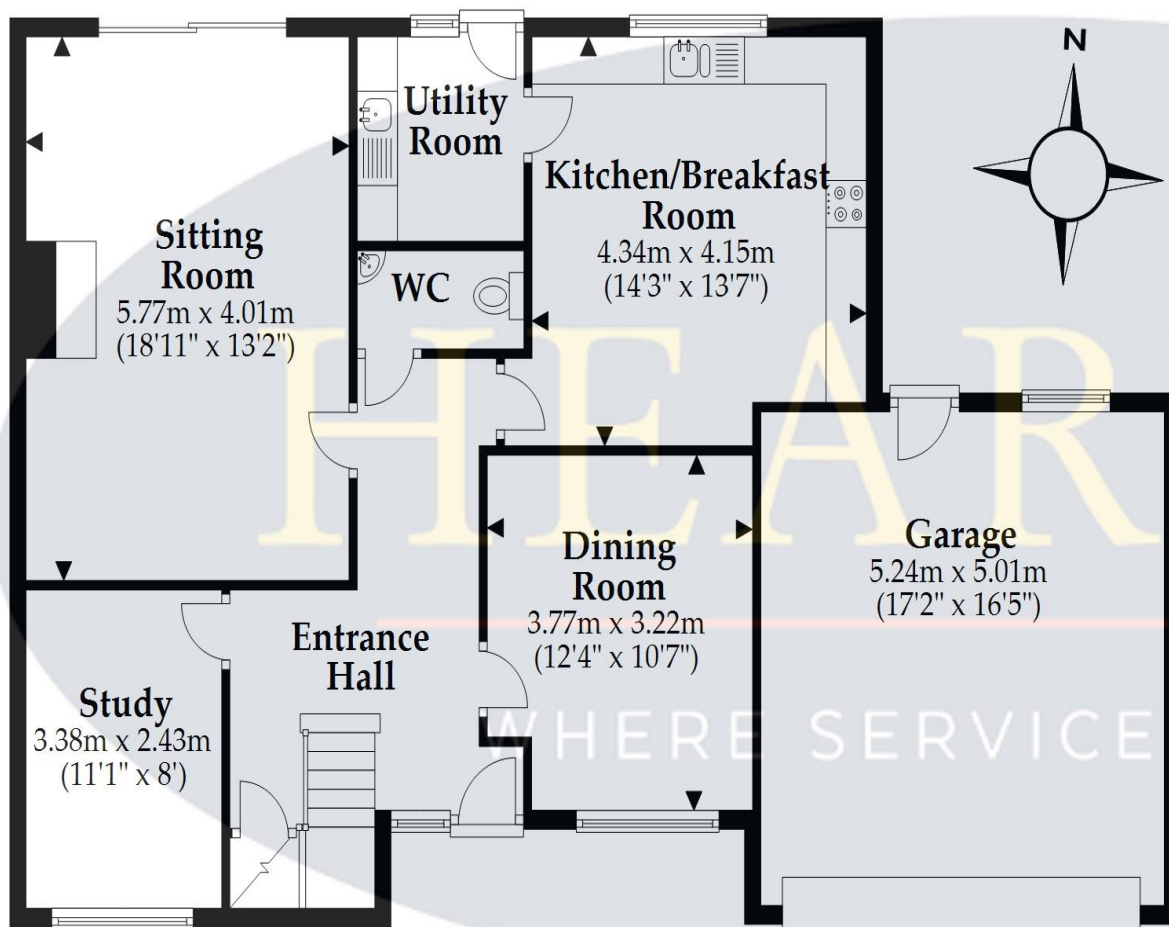 N
Utility
Room
Kitchen/Breakfast
Room
4.34m x 4.15m
(14'3" x 13'7")
Sitting
Room
5.77m x 4.01m
(18'11" x 13'2")
WC
HEAR
Garage
5.24m x 5.01m
(17'2" x 16'5")
Dining
Room
3.77m x 3.22m
(12'4" x 10'7")
Entrance
Hall
Study
3.38m x 2.43m
(11'1" x 8')
WHERE SERVICE